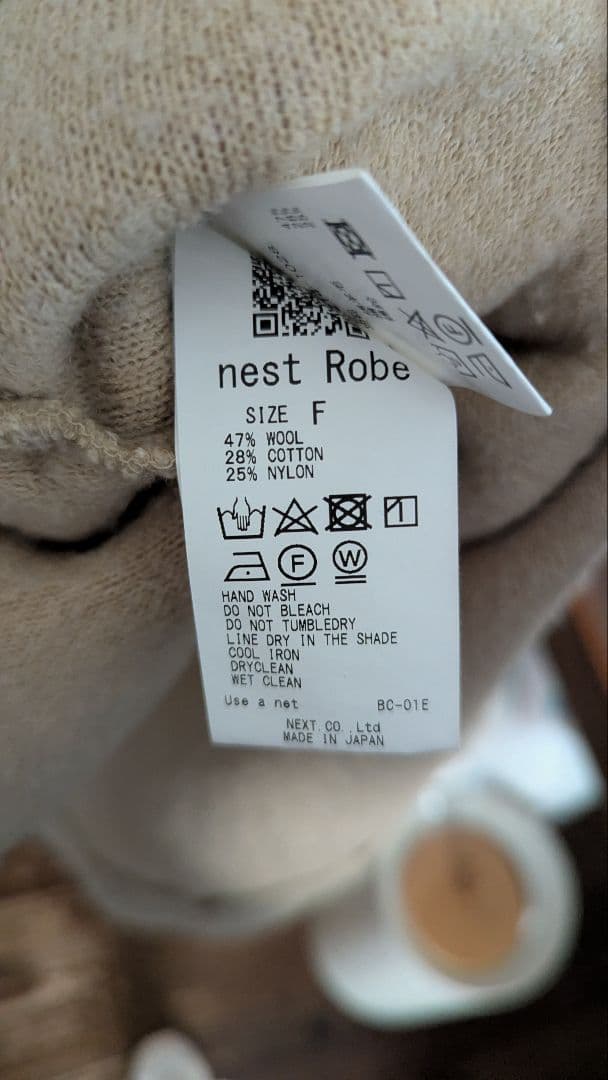 nest Robe
SIZE F
47% WOOL
28% COTTON
25% NYLON
F W
HAND WASH
DO NOT BLEACH
DO NOT TUMBLEDRY
LINE DRY IN THE SHADE
COOL IRON
DRYCLEAN
WET CLEAN
Use a net BC-01E
NEXT.CO.,Ltd
MADE IN JAPAN